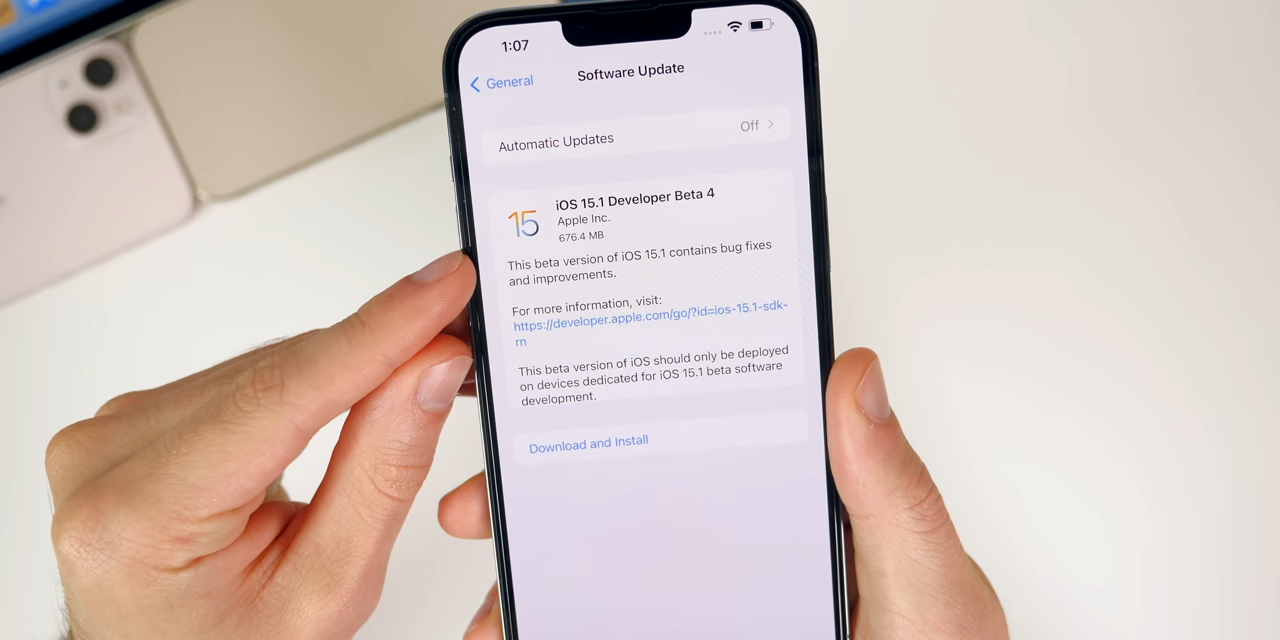 1:07
General
Software Update
Automatic Updates
Off
15
iOS 15.1 Developer Beta 4
Apple Inc.
676.4 MB
This beta version of iOS 15.1 contains bug fixes
and improvements.
For more information, visit:
https://developer.apple.com/go/?id=ios-15.1-sdk-
rn
This beta version of iOS should only be deployed
on devices dedicated for iOS 15.1 beta software
development.
Download and Install